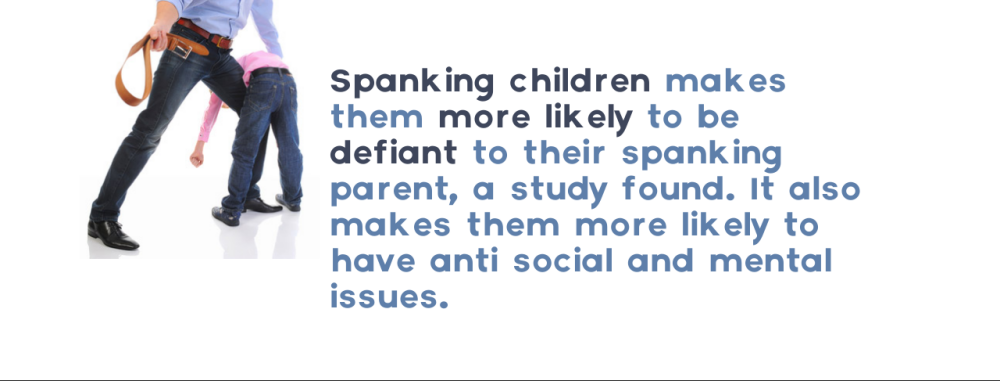 Spanking children makes
them more likely to be
defiant to their spanking
parent, a study found. It also
makes them more likely to
have anti social and mental
issues.